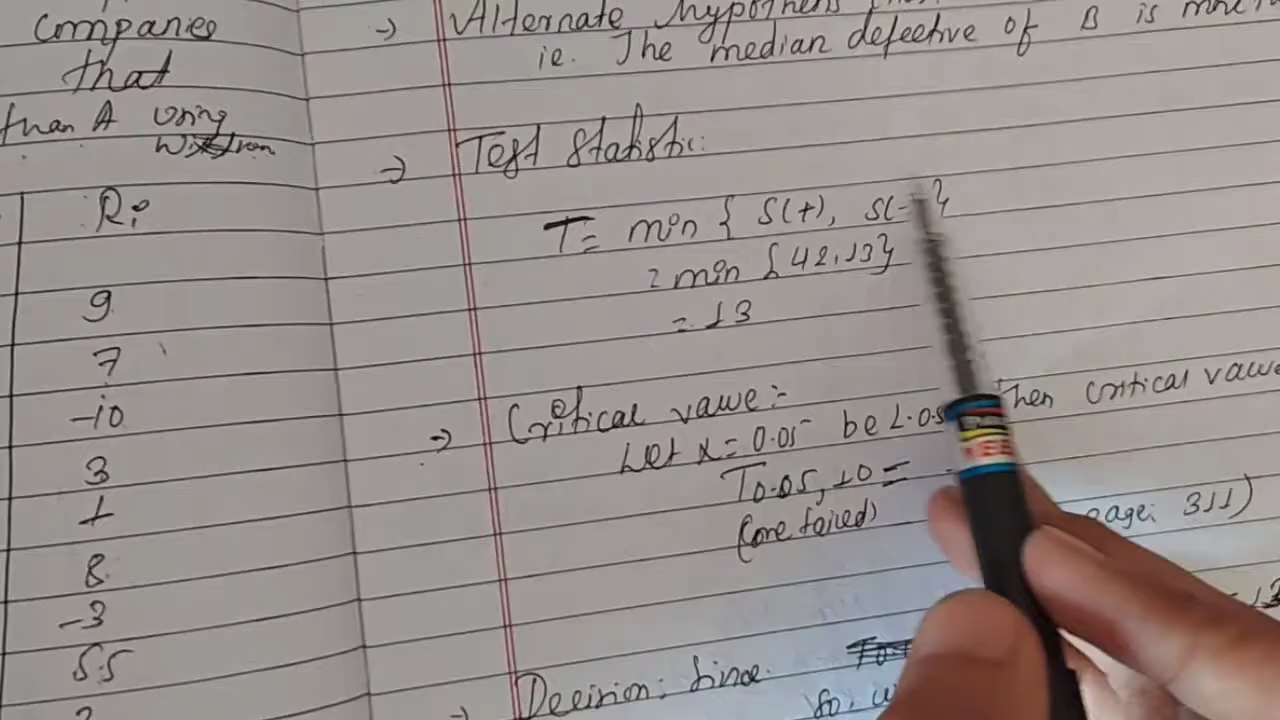 Companies
that
than A Using
Ri
9
7
-10
3
1
8
-3
5.5
→ Alternate hypothesis
ie. The median defective of B is more
→ Test Statistic:
T = min { S(+), S(-)}
= min {42,13}
= 13
→ Critical value:-
Let α = 0.05 be L.o.s then critical value
T0.05,10 =
(one tailed)
page: 311)
→ Decision: Since
So, w